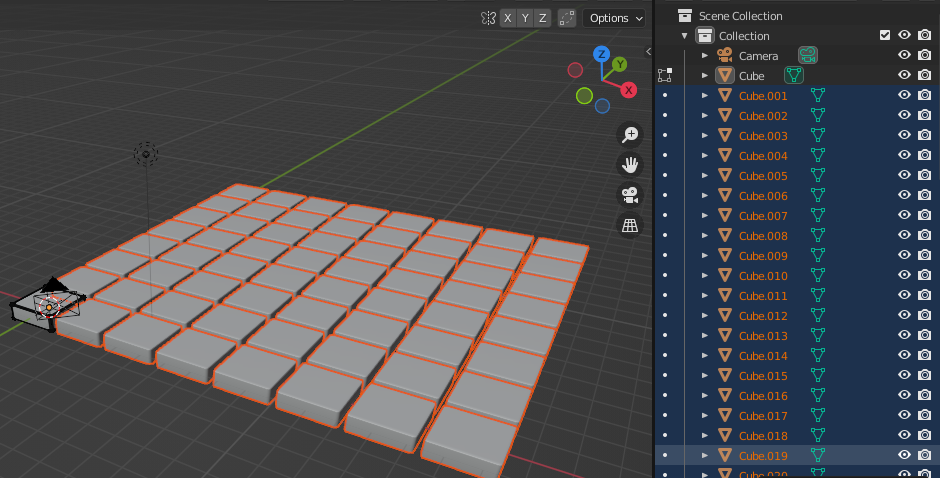 X Y Z Options
Z
Y
X
Scene Collection
Collection
Camera
Cube
Cube.001
Cube.002
Cube.003
Cube.004
Cube.005
Cube.006
Cube.007
Cube.008
Cube.009
Cube.010
Cube.011
Cube.012
Cube.013
Cube.014
Cube.015
Cube.016
Cube.017
Cube.018
Cube.019
Cube.020